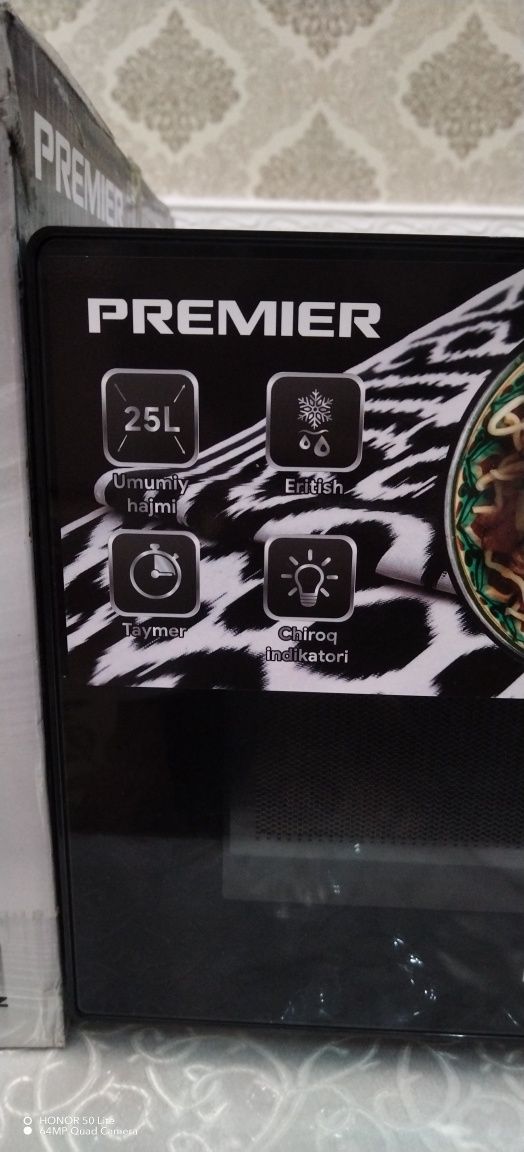 PREMIER
PREMIER
25L
Umumiy
hajmi
Eritish
Taymer
Chiroq
indikatori
HONOR 50 Lite
64MP Quad Camera